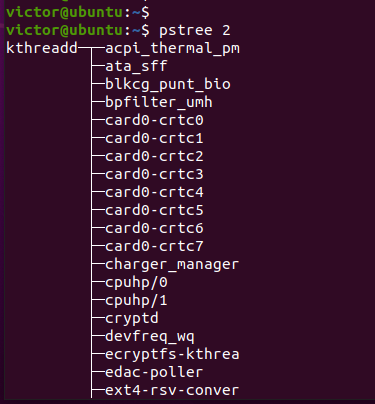 victor@ubuntu:~$
victor@ubuntu:~$ pstree 2
kthreadd─┬─acpi_thermal_pm
         ├─ata_sff
         ├─blkcg_punt_bio
         ├─bpfilter_umh
         ├─card0-crtc0
         ├─card0-crtc1
         ├─card0-crtc2
         ├─card0-crtc3
         ├─card0-crtc4
         ├─card0-crtc5
         ├─card0-crtc6
         ├─card0-crtc7
         ├─charger_manager
         ├─cpuhp/0
         ├─cpuhp/1
         ├─cryptd
         ├─devfreq_wq
         ├─ecryptfs-kthrea
         ├─edac-poller
         ├─ext4-rsv-conver